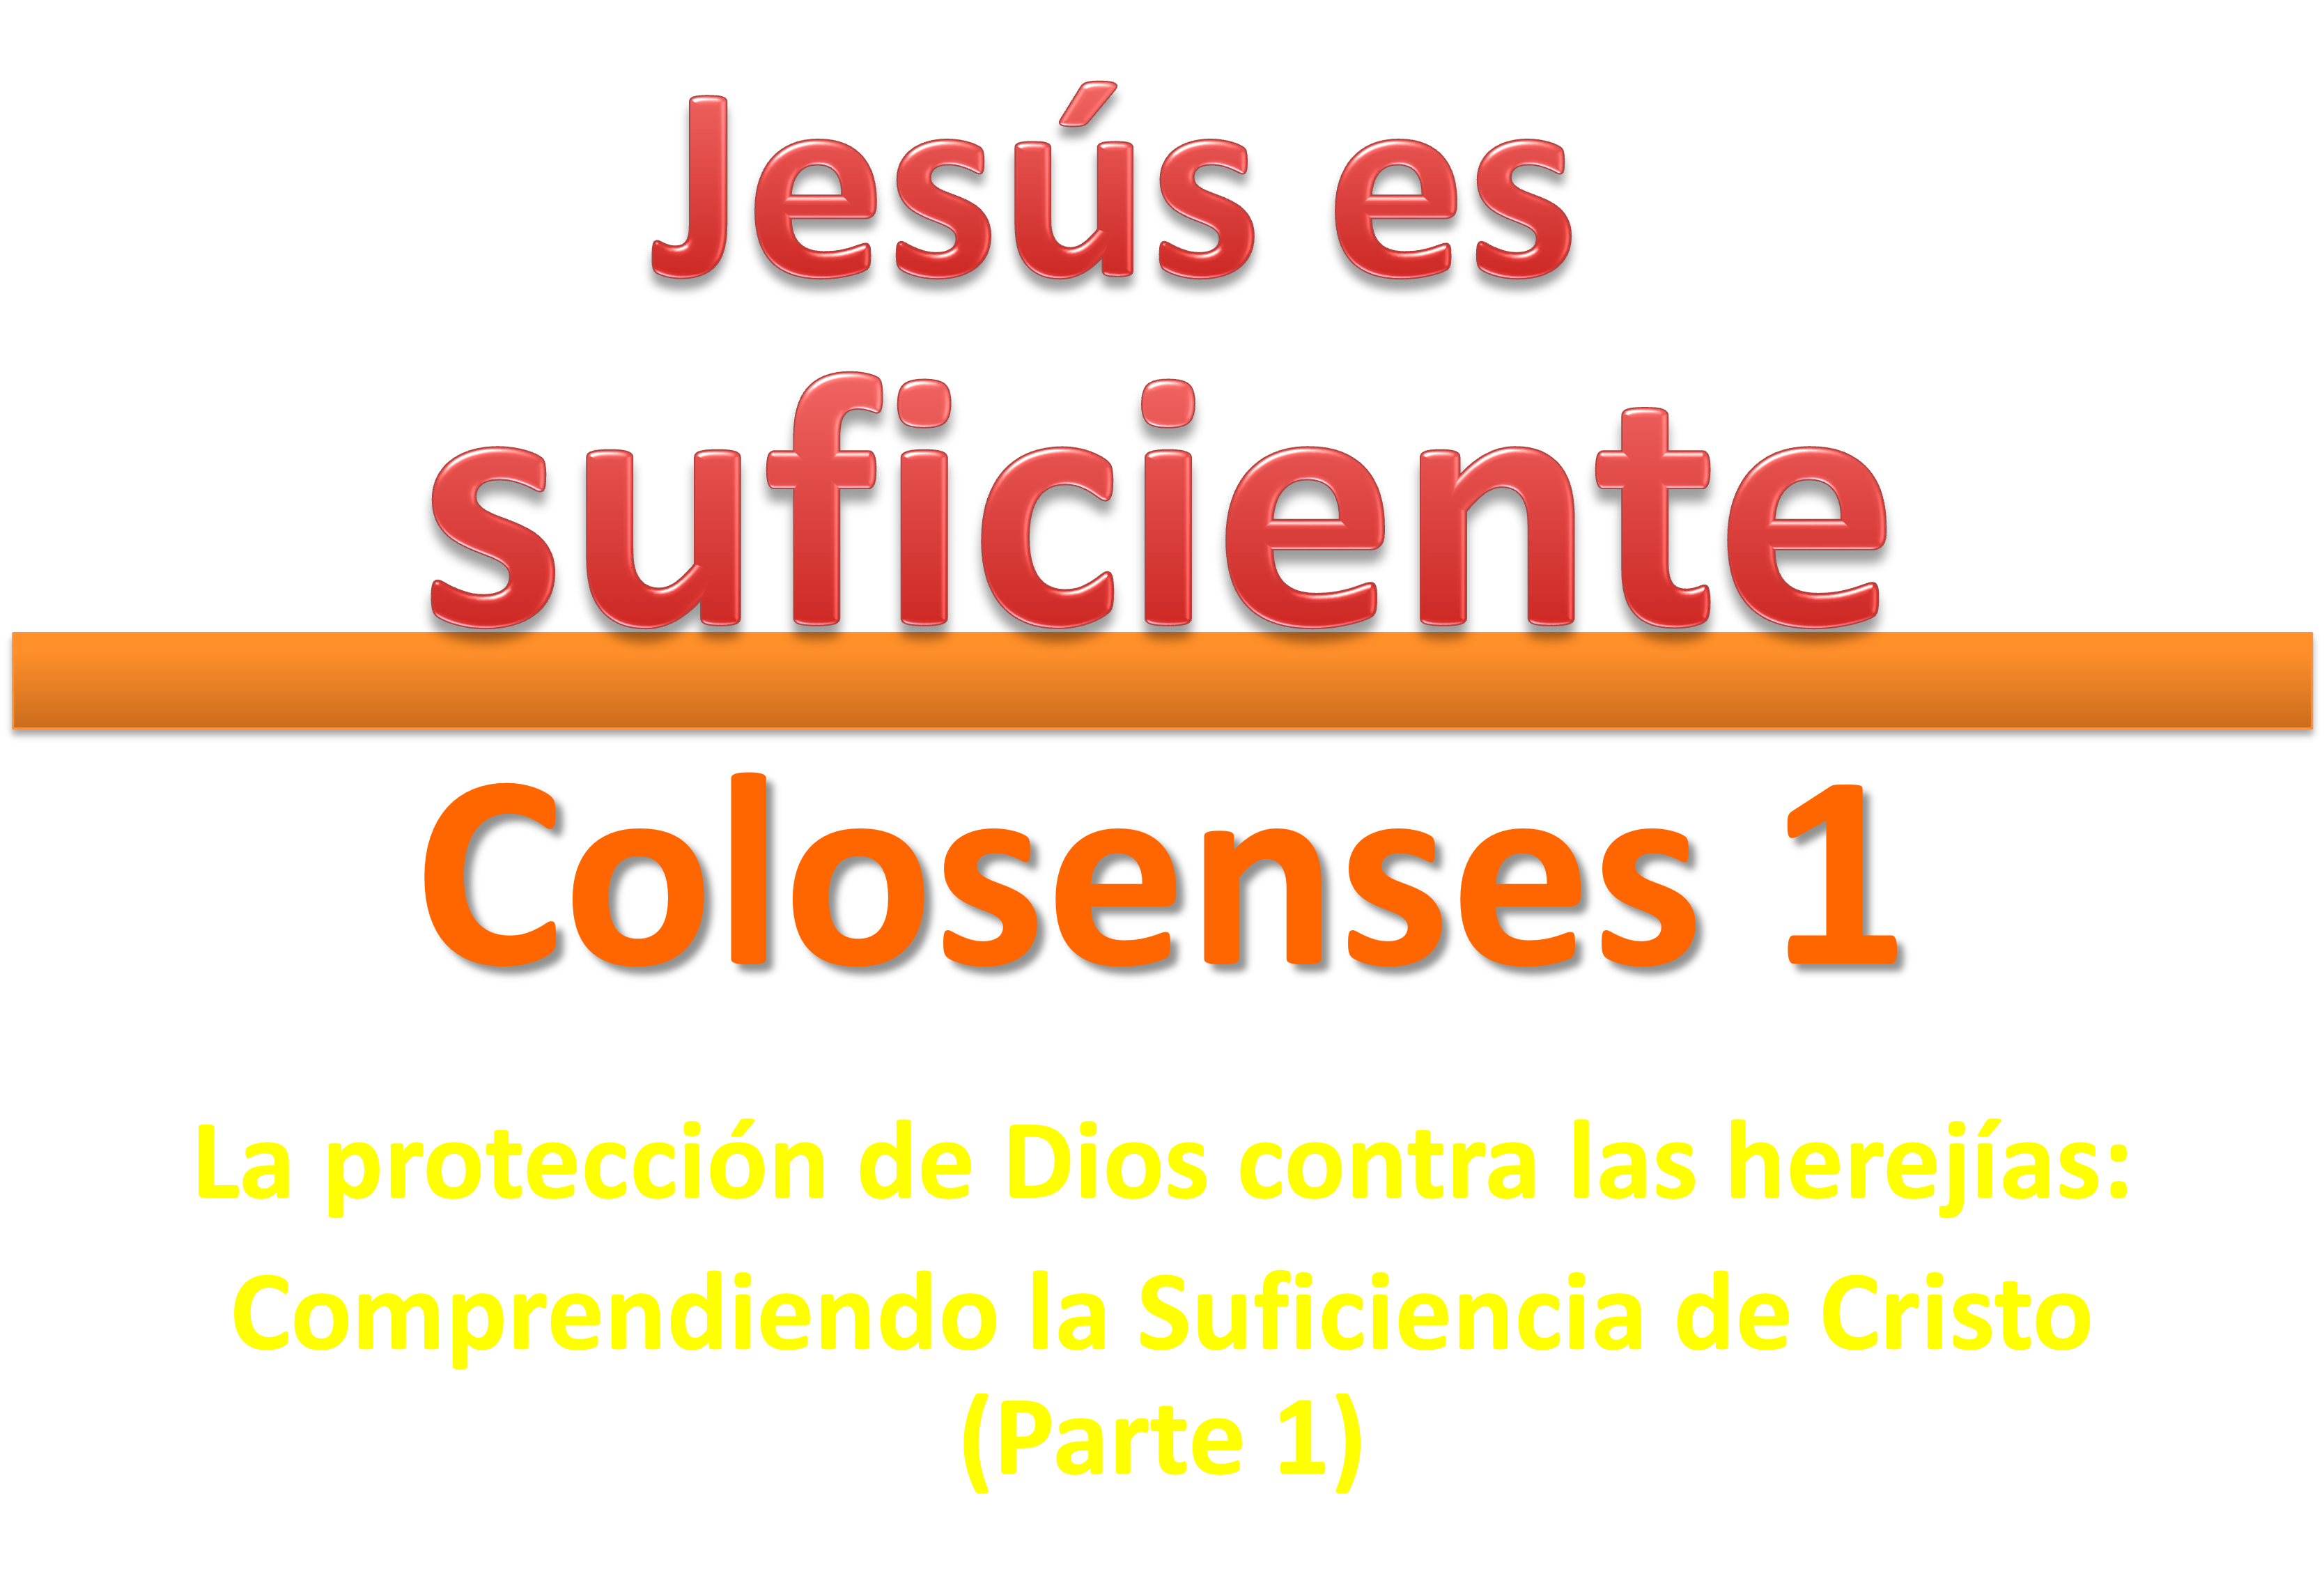 Jesús es
suficiente
Colosenses 1
La protección de Dios contra las herejías:
Comprendiendo la Suficiencia de Cristo
(Parte 1)